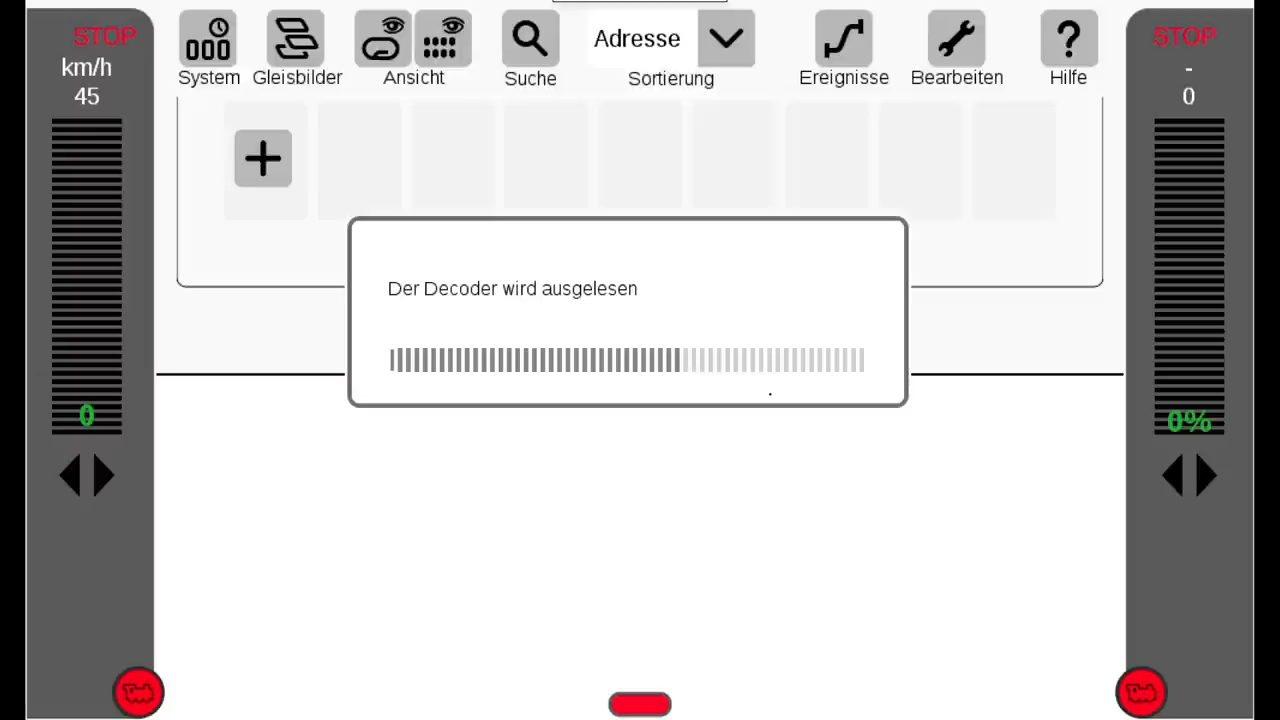 STOP
km/h
45
0
System
Gleisbilder
Ansicht
Suche
Adresse
Sortierung
Ereignisse
Bearbeiten
?
Hilfe
Der Decoder wird ausgelesen
STOP
-
0
0%